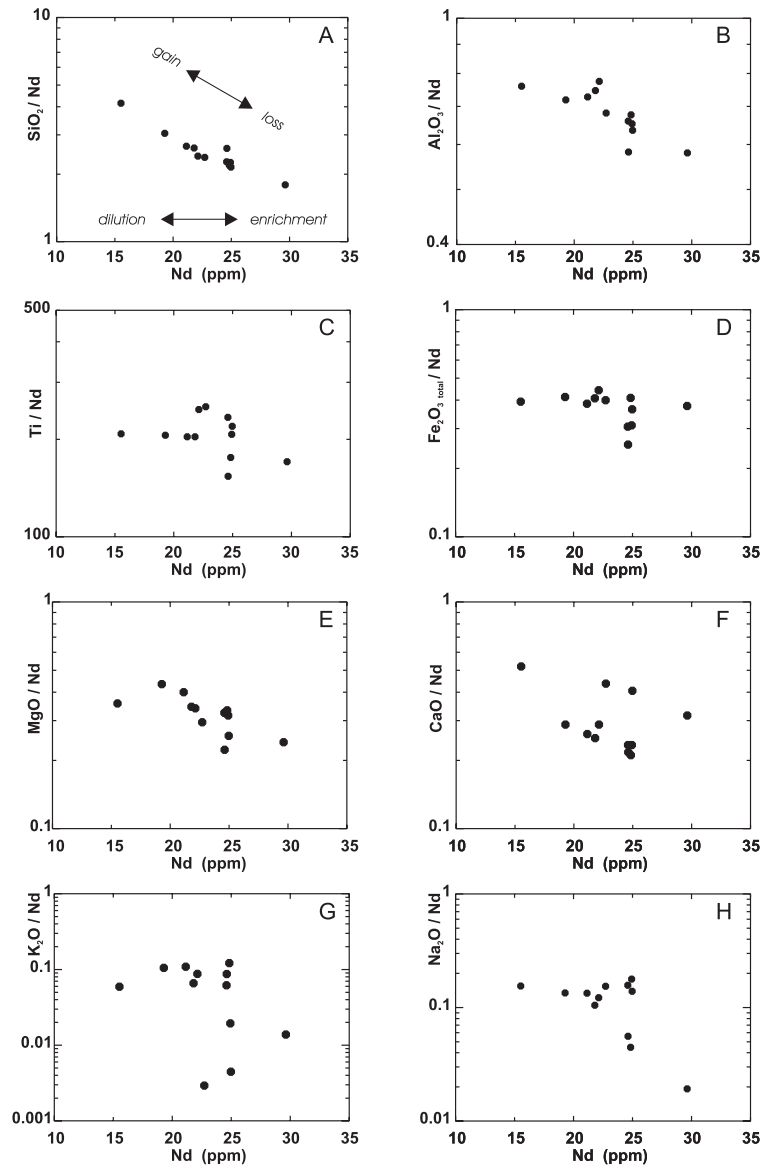 10
A
gain
loss
SiO2 / Nd
dilution
enrichment
1
10 15 20 25 30 35
Nd (ppm)
1
B
Al2O3 / Nd
0.4
10 15 20 25 30 35
Nd (ppm)
500
C
Ti / Nd
100
10 15 20 25 30 35
Nd (ppm)
1
D
Fe2O3 total / Nd
0.1
10 15 20 25 30 35
Nd (ppm)
1
E
MgO / Nd
0.1
10 15 20 25 30 35
Nd (ppm)
1
F
CaO / Nd
0.1
10 15 20 25 30 35
Nd (ppm)
1
G
K2O / Nd
0.1
0.01
0.001
10 15 20 25 30 35
Nd (ppm)
1
H
Na2O / Nd
0.1
0.01
10 15 20 25 30 35
Nd (ppm)